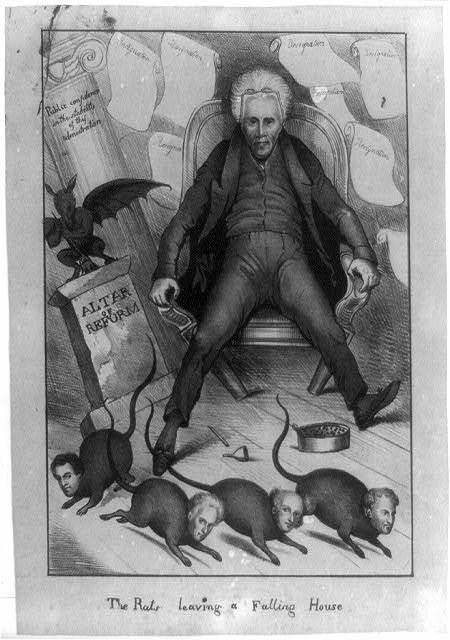 Resignation
Resignation
Resignation
Resignation
Resignation
Public confidence
in the stability
of this
administration
ALTAR
OF
REFORM
The Rats leaving a Falling House